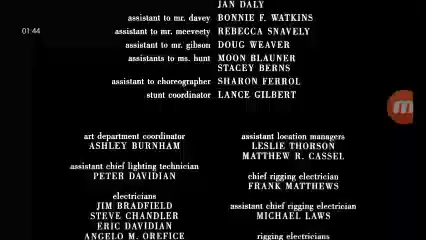 JAN DALY
assistant to mr. davey BONNIE F. WATKINS
01:44
assistant to mr. mceveety REBECCA SNAVELY
assistant to mr. gibson DOUG WEAVER
assistants to ms. hunt MOON BLAUNER
STACEY BERNS
assistant to choreographer SHARON FERROL
stunt coordinator LANCE GILBERT
art department coordinator
ASHLEY BURNHAM
assistant chief lighting technician
PETER DAVIDIAN
electricians
JIM BRADFIELD
STEVE CHANDLER
ERIC DAVIDIAN
ANGELO M. OREFICE
assistant location managers
LESLIE THORSON
MATTHEW R. CASSEL
chief rigging electrician
FRANK MATTHEWS
assistant chief rigging electrician
MICHAEL LAWS
rigging electricians